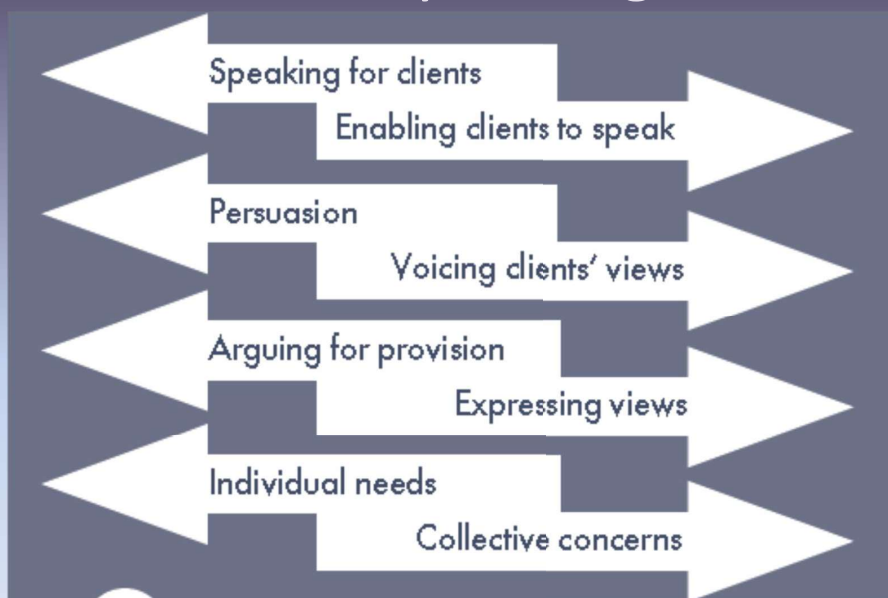 Speaking for clients
Enabling clients to speak
Persuasion
Voicing clients' views
Arguing for provision
Expressing views
Individual needs
Collective concerns